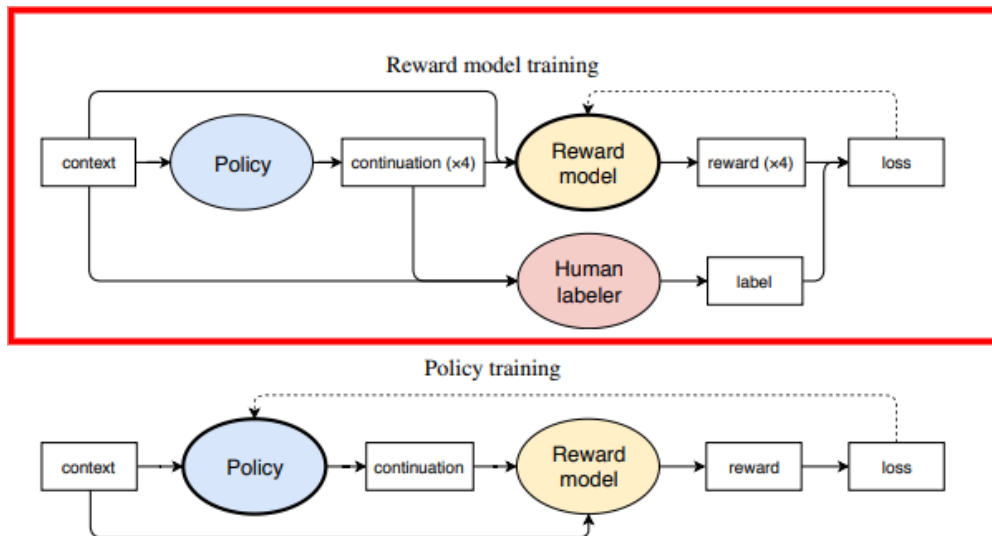 Reward model training
context
Policy
continuation (×4)
Reward
model
reward (×4)
loss
Human
labeler
label
Policy training
context
Policy
continuation
Reward
model
reward
loss